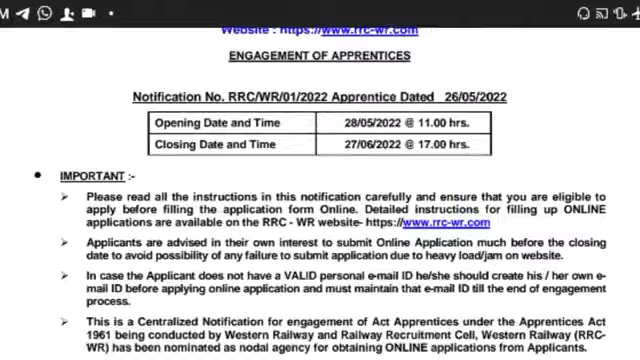 Website : https://www.rrc-wr.com
ENGAGEMENT OF APPRENTICES
Notification No. RRC/WR/01/2022 Apprentice Dated 26/05/2022
Opening Date and Time 28/05/2022 @ 11.00 hrs.
Closing Date and Time 27/06/2022 @ 17.00 hrs.
IMPORTANT :-
Please read all the instructions in this notification carefully and ensure that you are eligible to
apply before filling the application form Online. Detailed instructions for filling up ONLINE
applications are available on the RRC - WR website- https://www.rrc-wr.com
Applicants are advised in their own interest to submit Online Application much before the closing
date to avoid possibility of any failure to submit application due to heavy load/jam on website.
In case the Applicant does not have a VALID personal e-mail ID he/she should create his / her own e-
mail ID before applying online application and must maintain that e-mail ID till the end of engagement
process.
This is a Centralized Notification for engagement of Act Apprentices under the Apprentices Act
1961 being conducted by Western Railway and Railway Recruitment Cell, Western Railway (RRC-
WR) has been nominated as nodal agency for obtaining ONLINE applications from Applicants.